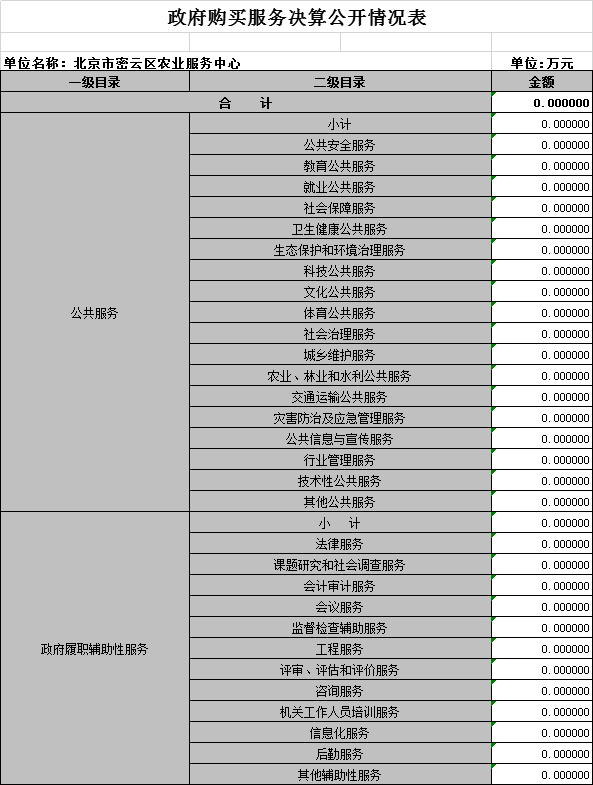 政府购买服务决算公开情况表
单位名称：北京市密云区农业服务中心 单位:万元
一级目录 二级目录 金额
合 计 0.000000
公共服务
小计 0.000000
公共安全服务 0.000000
教育公共服务 0.000000
就业公共服务 0.000000
社会保障服务 0.000000
卫生健康公共服务 0.000000
生态保护和环境治理服务 0.000000
科技公共服务 0.000000
文化公共服务 0.000000
体育公共服务 0.000000
社会治理服务 0.000000
城乡维护服务 0.000000
农业、林业和水利公共服务 0.000000
交通运输公共服务 0.000000
灾害防治及应急管理服务 0.000000
公共信息与宣传服务 0.000000
行业管理服务 0.000000
技术性公共服务 0.000000
其他公共服务 0.000000
政府履职辅助性服务
小 计 0.000000
法律服务 0.000000
课题研究和社会调查服务 0.000000
会计审计服务 0.000000
会议服务 0.000000
监督检查辅助服务 0.000000
工程服务 0.000000
评审、评估和评价服务 0.000000
咨询服务 0.000000
机关工作人员培训服务 0.000000
信息化服务 0.000000
后勤服务 0.000000
其他辅助性服务 0.000000